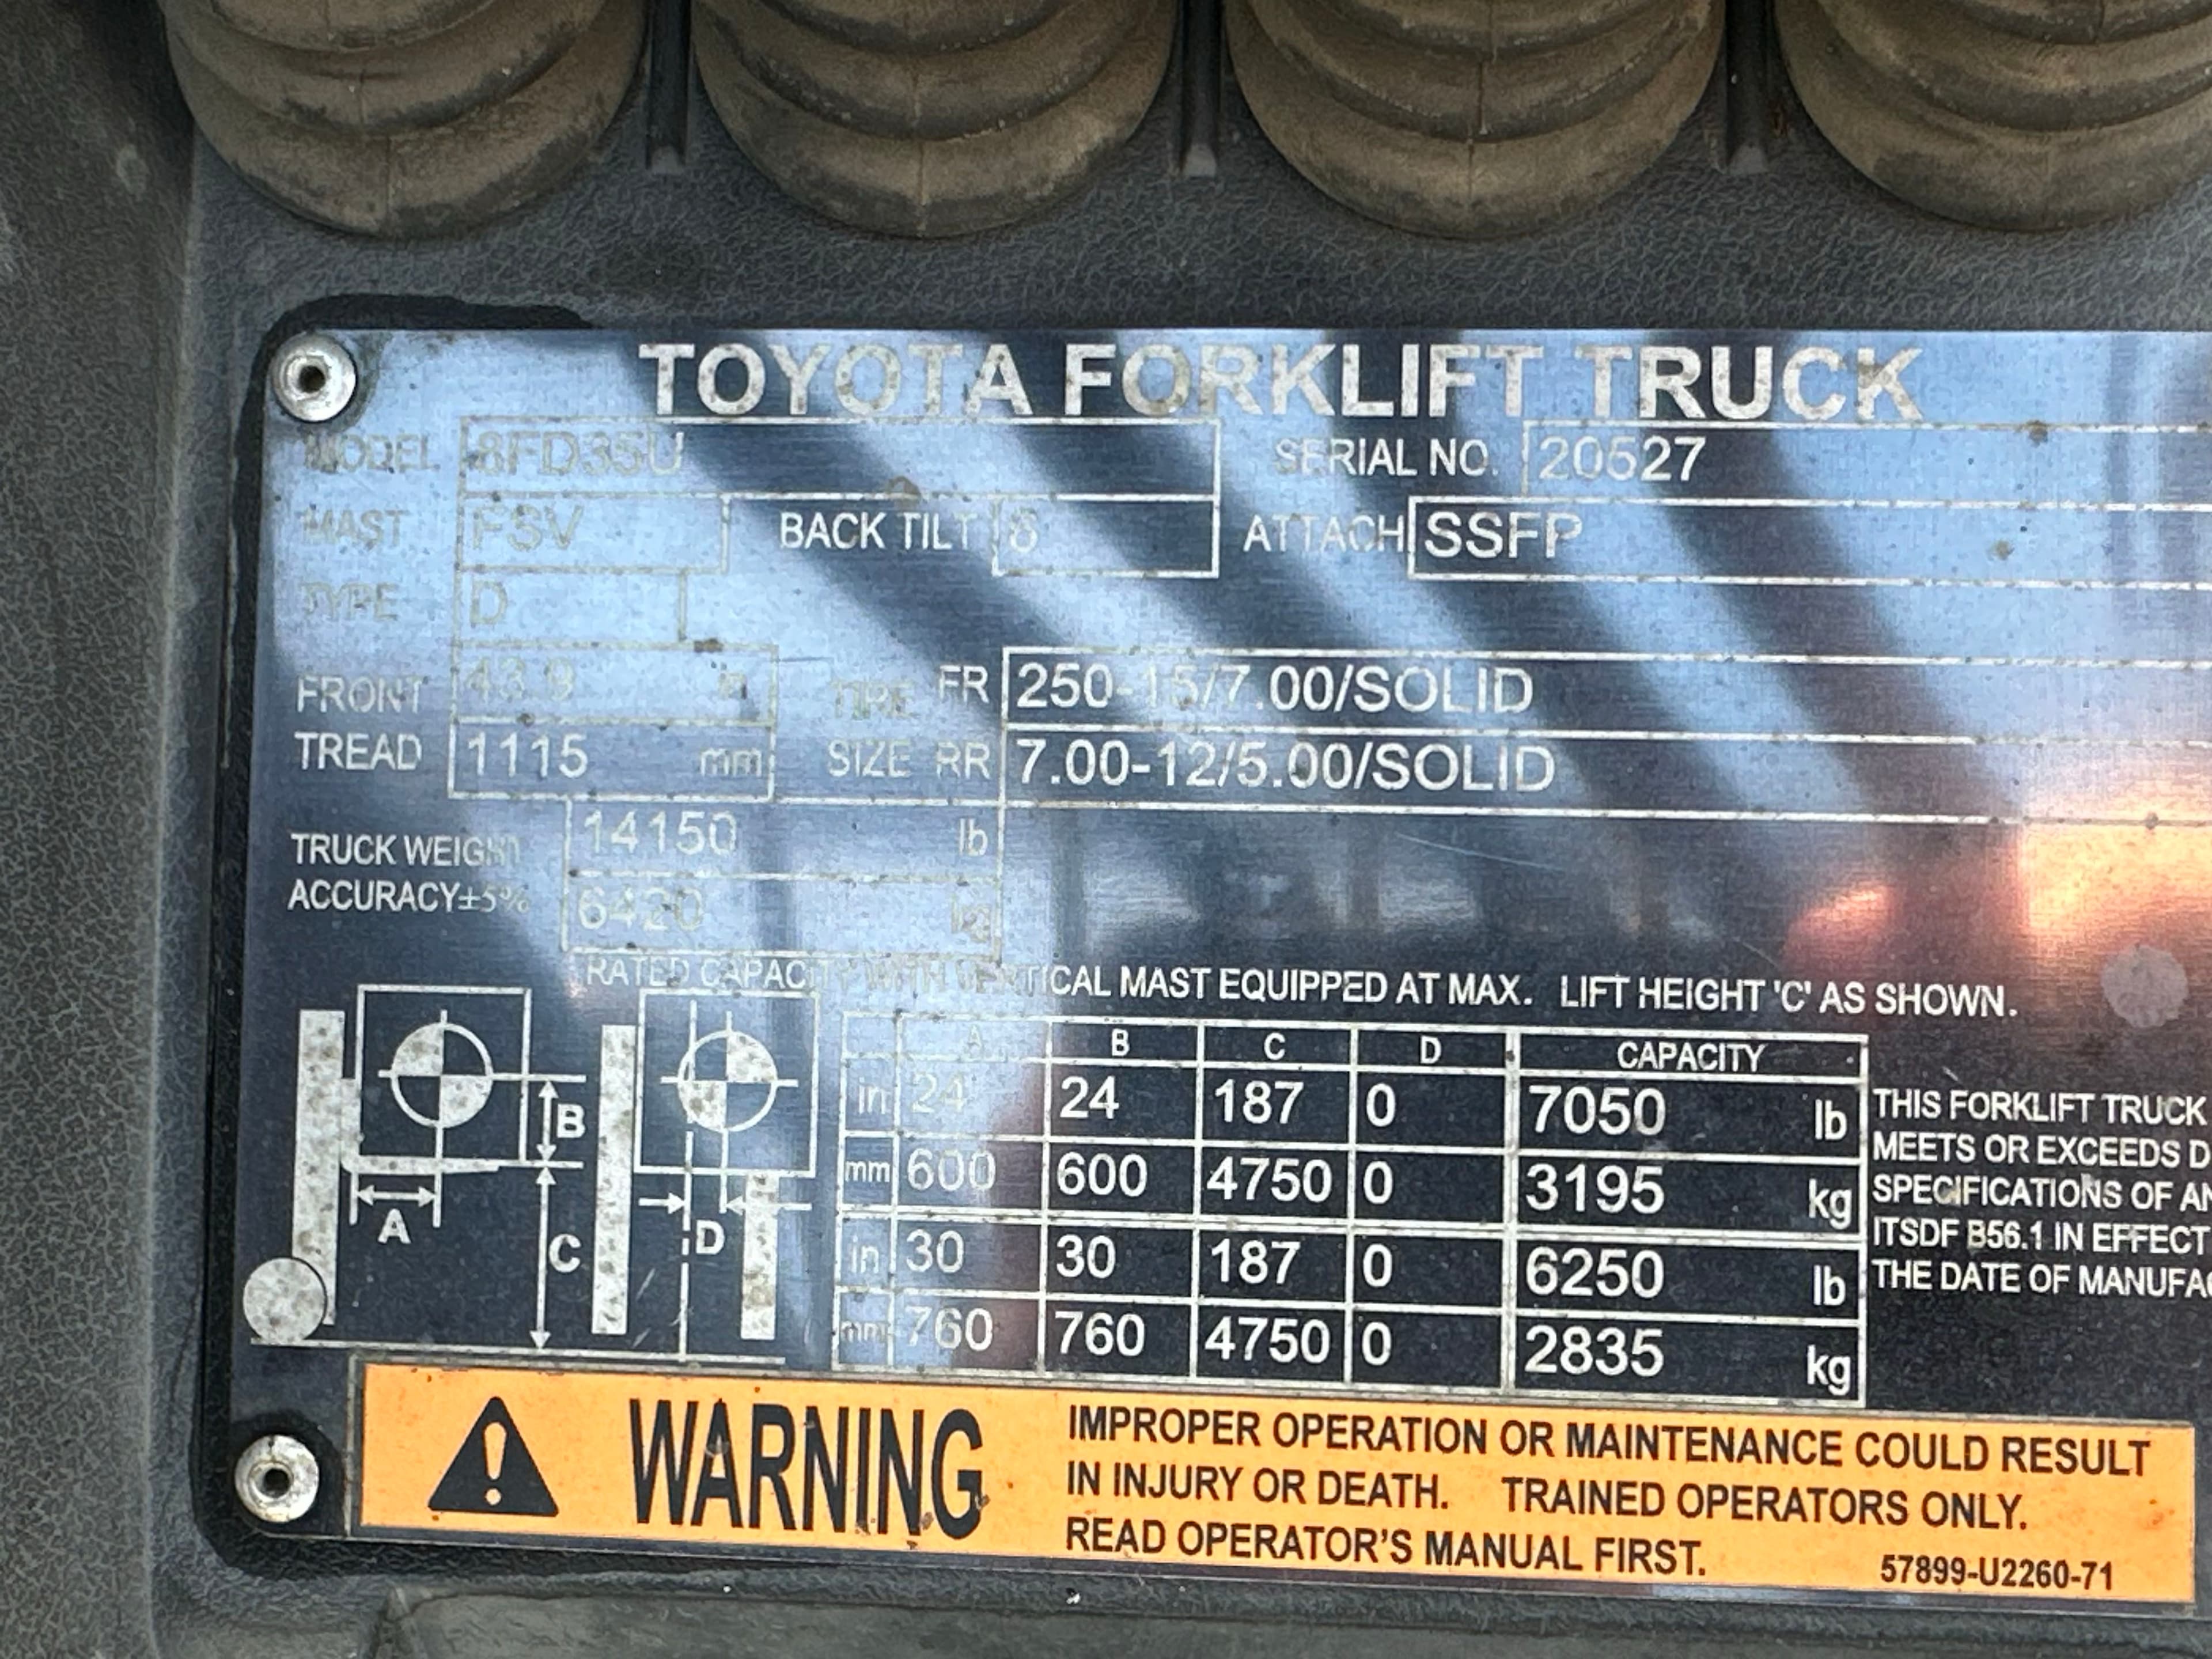 TOYOTA FORKLIFT TRUCK
MODEL 8FD35U SERIAL NO. 20527
MAST FSV BACK TILT 6 ATTACH SSFP
TYPE D
FRONT 43.9 in TIRE FR 250-15/7.00/SOLID
TREAD 1115 mm SIZE RR 7.00-12/5.00/SOLID
TRUCK WEIGHT 14150 lb
ACCURACY±5% 6420 kg
RATED CAPACITY WITH VERTICAL MAST EQUIPPED AT MAX. LIFT HEIGHT 'C' AS SHOWN.
A B C D CAPACITY
in 24 24 187 0 7050 lb
mm 600 600 4750 0 3195 kg
in 30 30 187 0 6250 lb
mm 760 760 4750 0 2835 kg
B
A
C
D
THIS FORKLIFT TRUCK
MEETS OR EXCEEDS D
SPECIFICATIONS OF AN
ITSDF B56.1 IN EFFECT
THE DATE OF MANUFAC
WARNING
IMPROPER OPERATION OR MAINTENANCE COULD RESULT
IN INJURY OR DEATH. TRAINED OPERATORS ONLY.
READ OPERATOR'S MANUAL FIRST.
57899-U2260-71